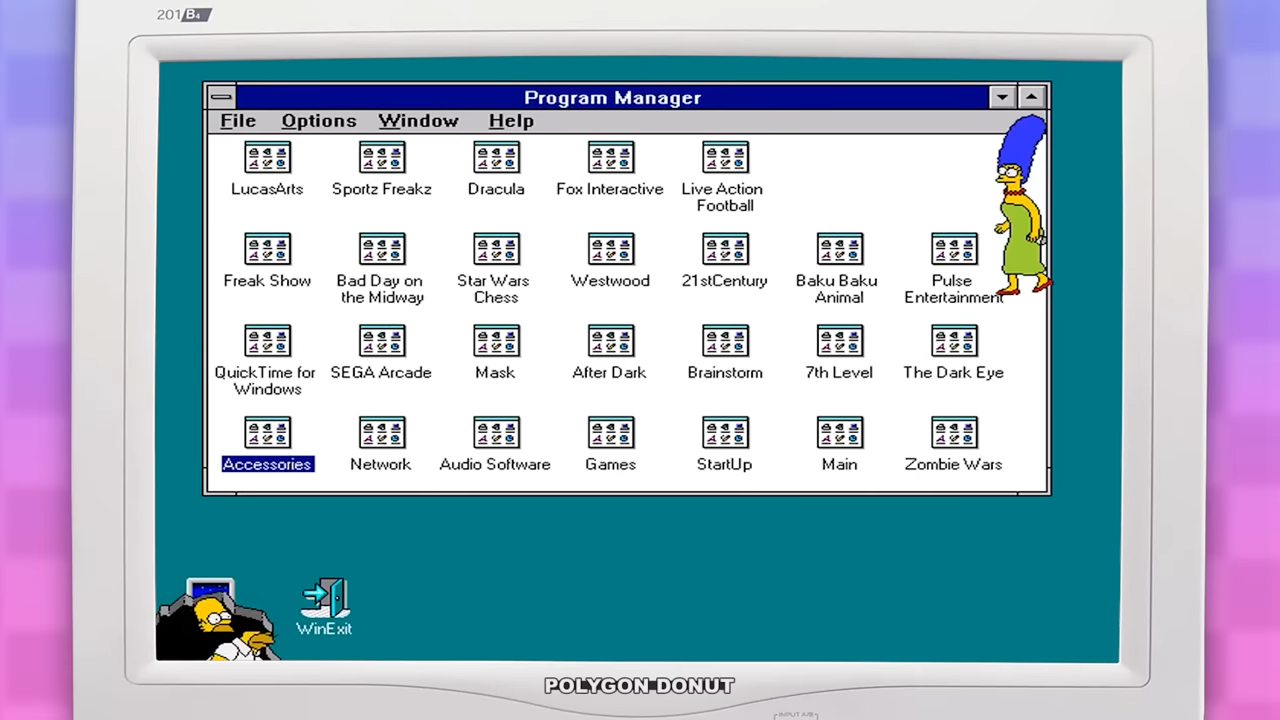 201B4
Program Manager
File Options Window Help
LucasArts Sportz Freakz Dracula Fox Interactive Live Action
Football
Freak Show Bad Day on Star Wars Westwood 21stCentury Baku Baku Pulse
the Midway Chess Animal Entertainment
QuickTime for SEGA Arcade Mask After Dark Brainstorm 7th Level The Dark Eye
Windows
Accessories Network Audio Software Games StartUp Main Zombie Wars
WinExit
POLYGON DONUT
INPUT A/B